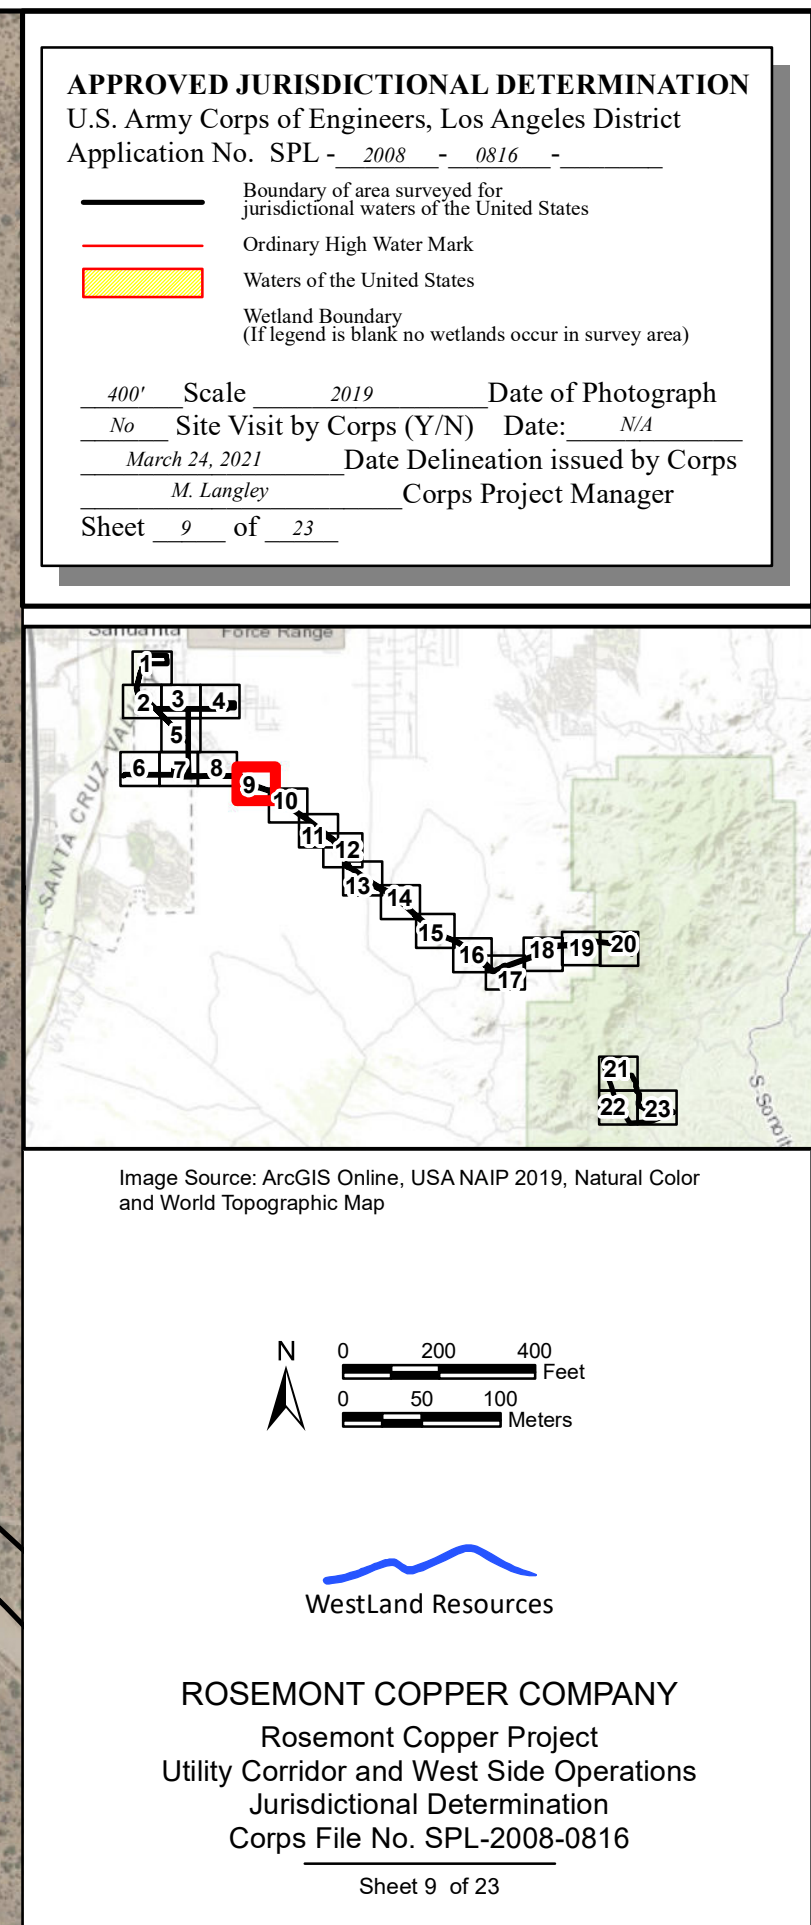 APPROVED JURISDICTIONAL DETERMINATION
U.S. Army Corps of Engineers, Los Angeles District
Application No. SPL - 2008 - 0816 -
Boundary of area surveyed for
jurisdictional waters of the United States
Ordinary High Water Mark
Waters of the United States
Wetland Boundary
(If legend is blank no wetlands occur in survey area)
400' Scale 2019 Date of Photograph
No Site Visit by Corps (Y/N) Date: N/A
March 24, 2021 Date Delineation issued by Corps
M. Langley Corps Project Manager
Sheet 9 of 23
Force Range
1
2 3 4
5
6 7 8
9
10
11
12
13
14
15
16
17
18
19
20
21
22 23
SANTA CRUZ VALLEY
Image Source: ArcGIS Online, USA NAIP 2019, Natural Color
and World Topographic Map
N
0 200 400
Feet
0 50 100
Meters
WestLand Resources
ROSEMONT COPPER COMPANY
Rosemont Copper Project
Utility Corridor and West Side Operations
Jurisdictional Determination
Corps File No. SPL-2008-0816
Sheet 9 of 23